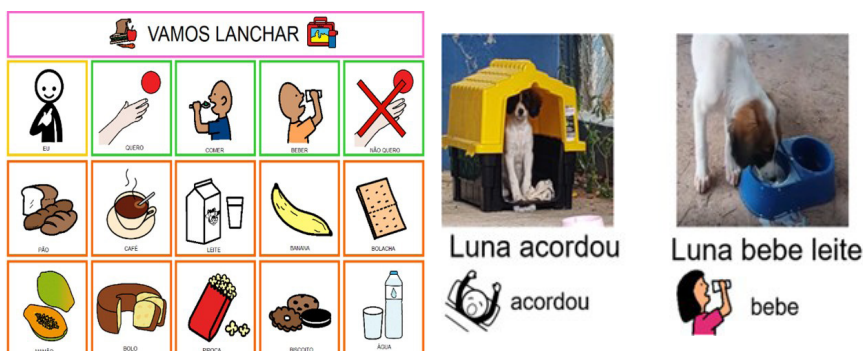 VAMOS LANCHAR
EU
QUERO
COMER
BEBER
NÃO QUERO
PÃO
CAFÉ
LEITE
BANANA
BOLACHA
MAMÃO
BOLO
PIPOCA
BISCOITO
ÁGUA
Luna acordou
acordou
Luna bebe leite
bebe